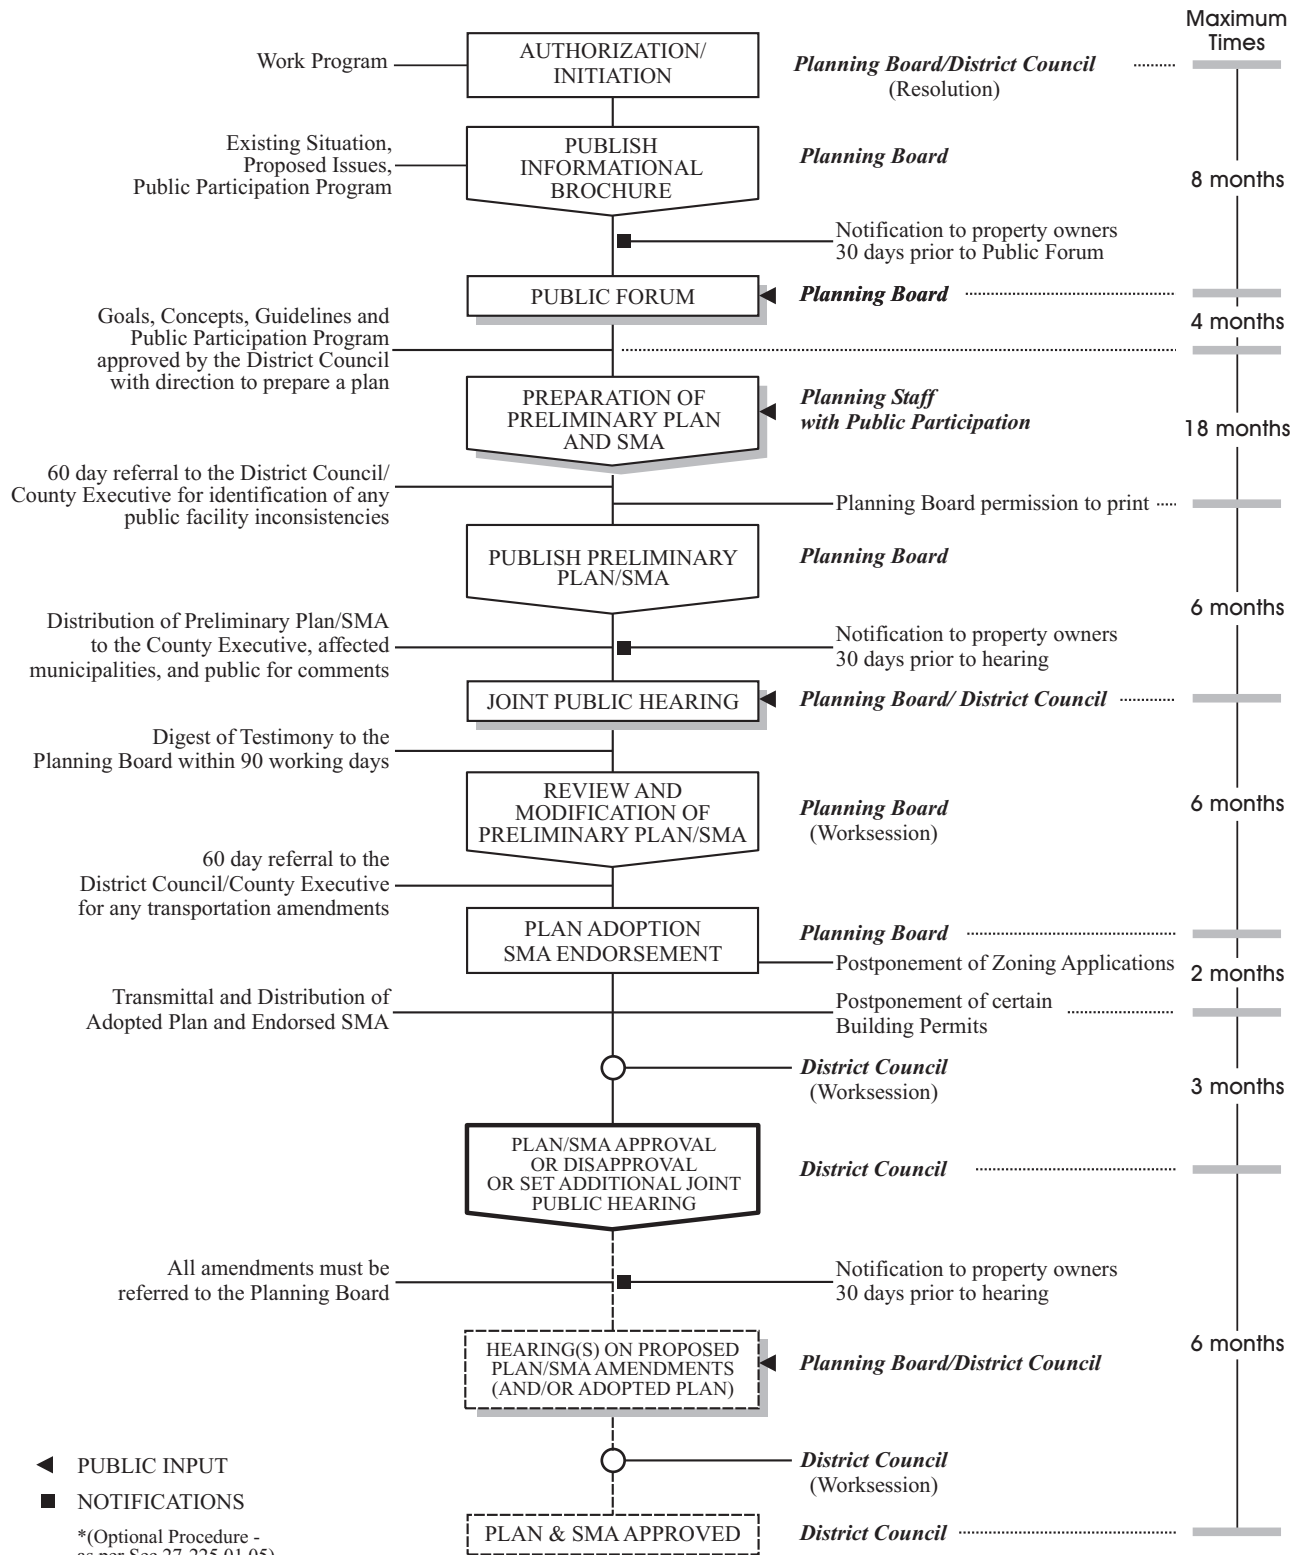 Maximum
Times
Work Program
AUTHORIZATION/
INITIATION
Planning Board/District Council
(Resolution)
Existing Situation,
Proposed Issues,
Public Participation Program
PUBLISH
INFORMATIONAL
BROCHURE
Planning Board
8 months
Notification to property owners
30 days prior to Public Forum
PUBLIC FORUM
Planning Board
4 months
Goals, Concepts, Guidelines and
Public Participation Program
approved by the District Council
with direction to prepare a plan
PREPARATION OF
PRELIMINARY PLAN
AND SMA
Planning Staff
with Public Participation
18 months
60 day referral to the District Council/
County Executive for identification of any
public facility inconsistencies
Planning Board permission to print
PUBLISH PRELIMINARY
PLAN/SMA
Planning Board
6 months
Distribution of Preliminary Plan/SMA
to the County Executive, affected
municipalities, and public for comments
Notification to property owners
30 days prior to hearing
JOINT PUBLIC HEARING
Planning Board/ District Council
Digest of Testimony to the
Planning Board within 90 working days
REVIEW AND
MODIFICATION OF
PRELIMINARY PLAN/SMA
Planning Board
(Worksession)
6 months
60 day referral to the
District Council/County Executive
for any transportation amendments
PLAN ADOPTION
SMA ENDORSEMENT
Planning Board
Postponement of Zoning Applications
2 months
Transmittal and Distribution of
Adopted Plan and Endorsed SMA
Postponement of certain
Building Permits
District Council
(Worksession)
3 months
PLAN/SMA APPROVAL
OR DISAPPROVAL
OR SET ADDITIONAL JOINT
PUBLIC HEARING
District Council
All amendments must be
referred to the Planning Board
Notification to property owners
30 days prior to hearing
HEARING(S) ON PROPOSED
PLAN/SMA AMENDMENTS
(AND/OR ADOPTED PLAN)
Planning Board/District Council
6 months
District Council
(Worksession)
PUBLIC INPUT
NOTIFICATIONS
*(Optional Procedure -
as per Sec.27-225.01.05)
PLAN & SMA APPROVED
District Council